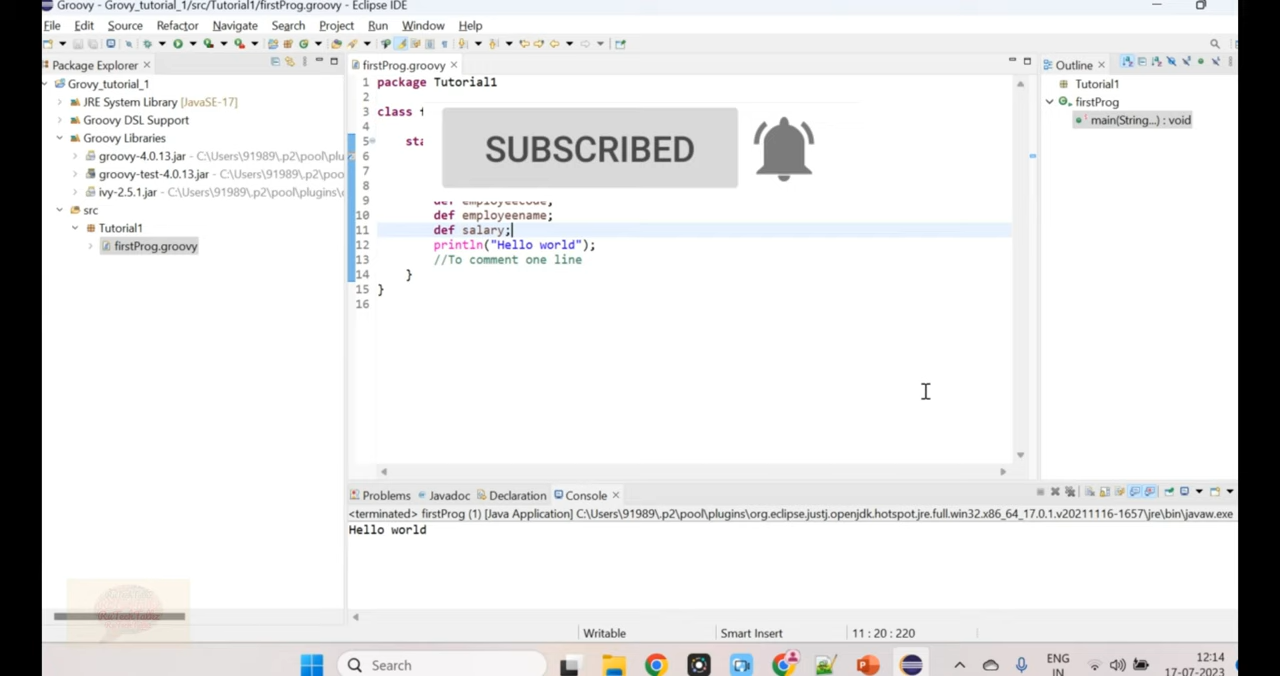 Groovy - Grovy_tutorial_1/src/Tutorial1/firstProg.groovy - Eclipse IDE
File Edit Source Refactor Navigate Search Project Run Window Help
Package Explorer
Grovy_tutorial_1
JRE System Library [JavaSE-17]
Groovy DSL Support
Groovy Libraries
groovy-4.0.13.jar - C:\Users\91989\.p2\pool\plu
groovy-test-4.0.13.jar - C:\Users\91989\.p2\poo
ivy-2.5.1.jar - C:\Users\91989\.p2\pool\plugins\
src
Tutorial1
firstProg.groovy
firstProg.groovy
1 package Tutorial1
2
3 class
4
5 sta
6
7
8
9 def employeecode;
10 def employeename;
11 def salary;
12 println("Hello world");
13 //To comment one line
14 }
15 }
16
SUBSCRIBED
Outline
Tutorial1
firstProg
main(String...) : void
Problems Javadoc Declaration Console
<terminated> firstProg (1) [Java Application] C:\Users\91989\.p2\pool\plugins\org.eclipse.justj.openjdk.hotspot.jre.full.win32.x86_64_17.0.1.v20211116-1657\jre\bin\javaw.exe
Hello world
Writable Smart Insert 11 : 20 : 220
Search
ENG
IN
12:14
17-07-2023